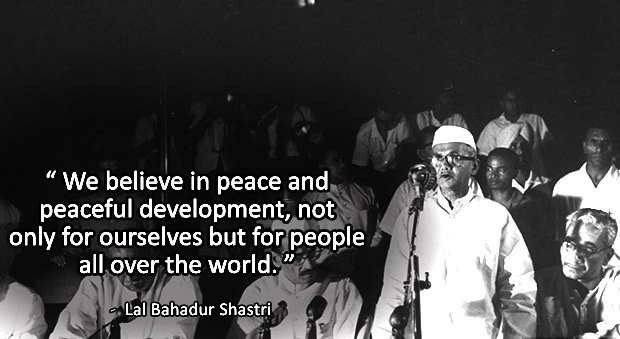 “ We believe in peace and
peaceful development, not
only for ourselves but for people
all over the world. ”
- Lal Bahadur Shastri